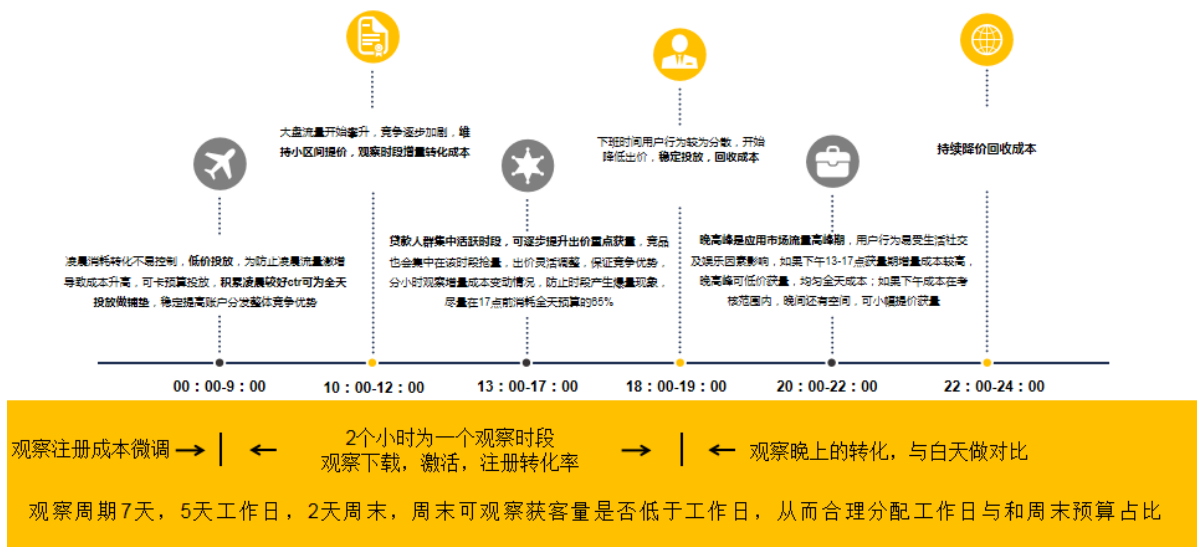 大盘流量开始攀升，竞争逐步加剧，维
持小区间提价，观察时段增量转化成本
下班时间用户行为较为分散，开始
降低出价，稳定投放，回收成本
持续降价回收成本
凌晨消耗转化不易控制，低价投放，为防止凌晨流量激增
导致成本升高，可卡预算投放，积累凌晨较好ctr可为全天
投放做铺垫，稳定提高账户分发整体竞争优势
贷款人群集中活跃时段，可逐步提升出价重点获量，竞品
也会集中在该时段抢量，出价灵活调整，保证竞争优势，
分小时观察增量成本变动情况，防止时段产生爆量现象，
尽量在17点前消耗全天预算的65%
晚高峰是应用市场流量高峰期，用户行为易受生活社交
及娱乐因素影响，如果下午13-17点获量期增量成本较高，
晚高峰可低价获量，均匀全天成本；如果下午成本在考
核范围内，晚间还有空间，可小幅提价获量
00：00-9：00
10：00-12：00
13：00-17：00
18：00-19：00
20：00-22：00
22：00-24：00
观察注册成本微调
2个小时为一个观察时段
观察下载，激活，注册转化率
观察晚上的转化，与白天做对比
观察周期7天，5天工作日，2天周末，周末可观察获客量是否低于工作日，从而合理分配工作日与和周末预算占比